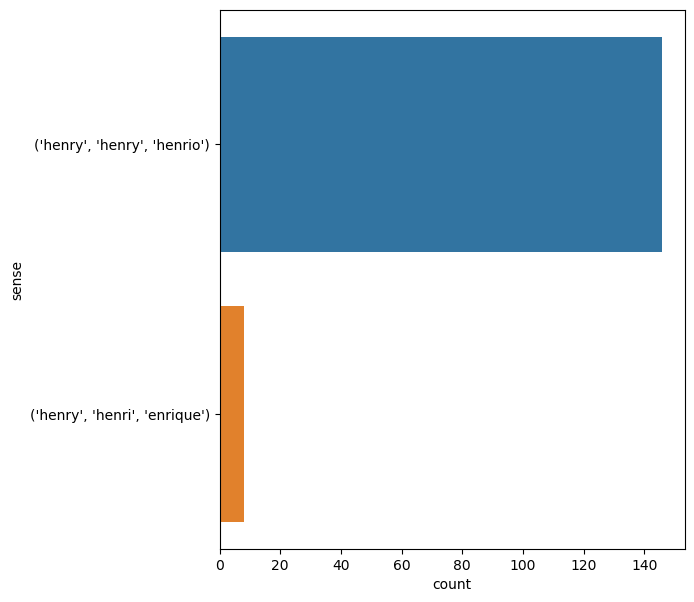 ('henry', 'henry', 'henrio')
sense
('henry', 'henri', 'enrique')
0 20 40 60 80 100 120 140
count